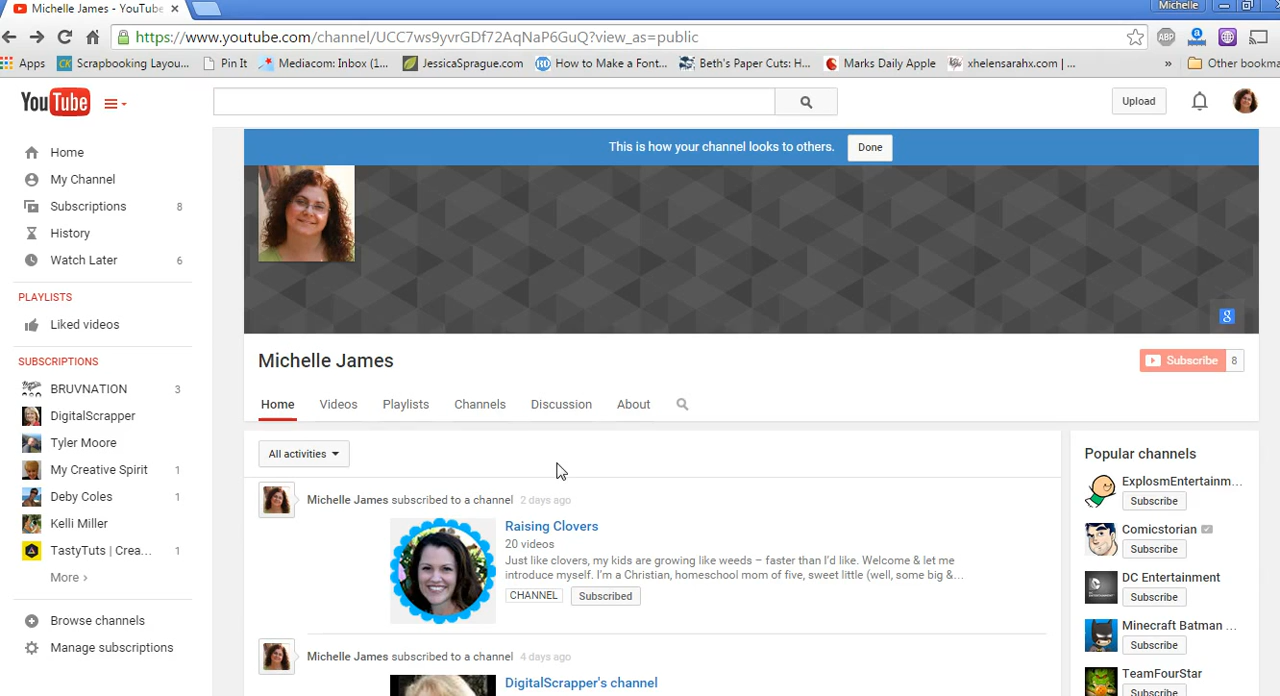 Michelle James - YouTube
Michelle
https://www.youtube.com/channel/UCC7ws9yvrGDf72AqNaP6GuQ?view_as=public
ABP
Apps
CK Scrapbooking Layou...
Pin It
Mediacom: Inbox (1...
JessicaSprague.com
How to Make a Font...
Beth's Paper Cuts: H...
Marks Daily Apple
xhelensarahx.com | ...
»
Other bookma
YouTube
Upload
Home
My Channel
Subscriptions 8
History
Watch Later 6
PLAYLISTS
Liked videos
SUBSCRIPTIONS
BRUVNATION 3
DigitalScrapper
Tyler Moore
My Creative Spirit 1
Deby Coles 1
Kelli Miller
TastyTuts | Crea... 1
More ›
Browse channels
Manage subscriptions
This is how your channel looks to others.
Done
g
Michelle James
Subscribe 8
Home Videos Playlists Channels Discussion About
All activities
Michelle James subscribed to a channel 2 days ago
Raising Clovers
20 videos
Just like clovers, my kids are growing like weeds – faster than I'd like. Welcome & let me
introduce myself. I'm a Christian, homeschool mom of five, sweet little (well, some big &...
CHANNEL Subscribed
Michelle James subscribed to a channel 4 days ago
DigitalScrapper's channel
Popular channels
ExplosmEntertainm...
Subscribe
Comicstorian
Subscribe
DC Entertainment
Subscribe
Minecraft Batman ...
Subscribe
TeamFourStar
Subscribe